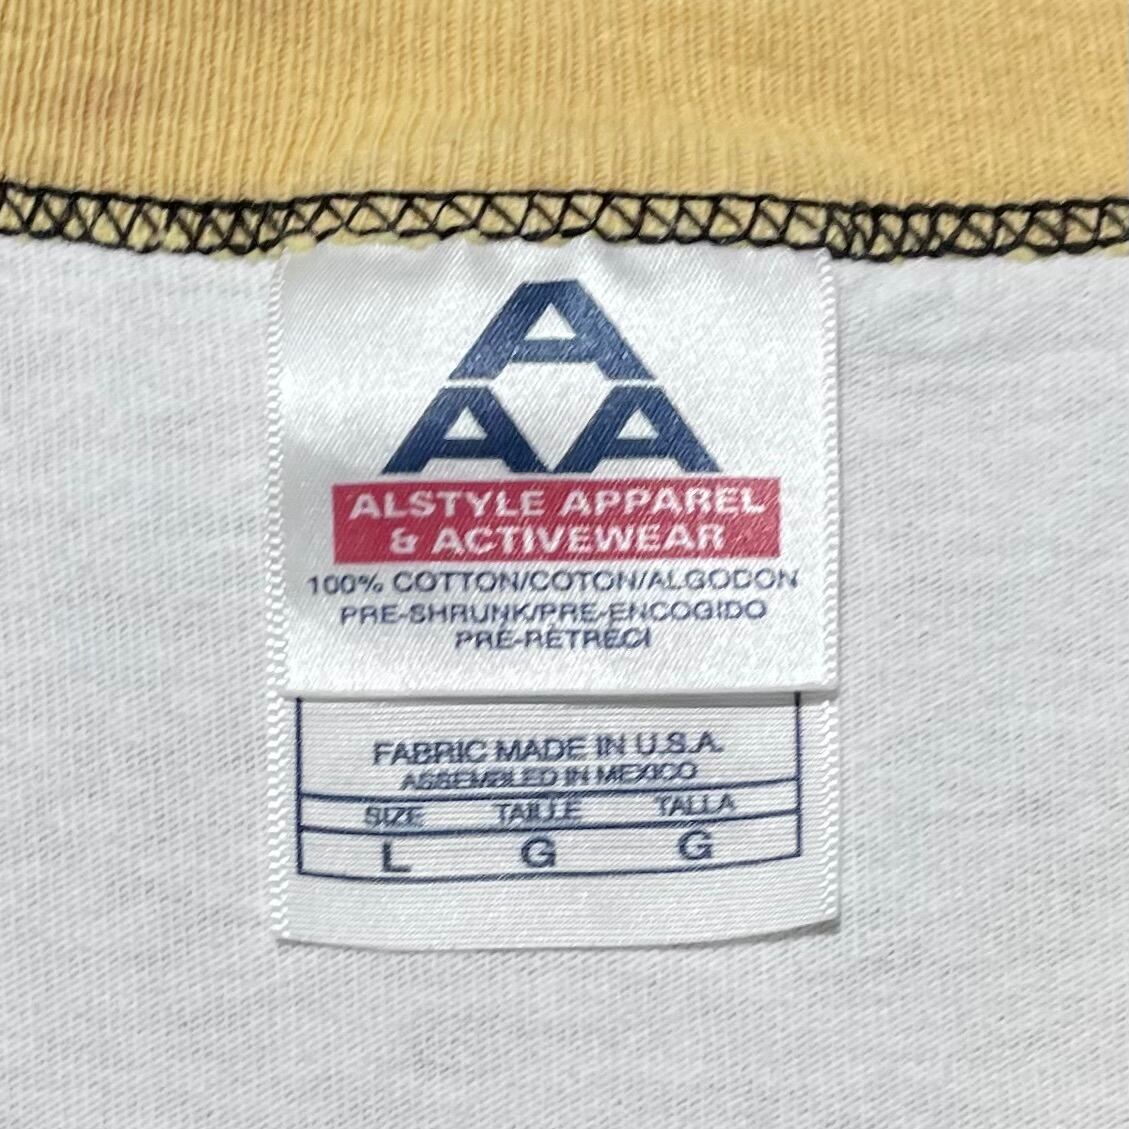 A
A A
ALSTYLE APPAREL
& ACTIVEWEAR
100% COTTON/COTON/ALGODON
PRE-SHRUNK/PRE-ENCOGIDO
PRÉ-RÉTRÉCI
FABRIC MADE IN U.S.A.
ASSEMBLED IN MEXICO
SIZE TAILLE TALLA
L G G